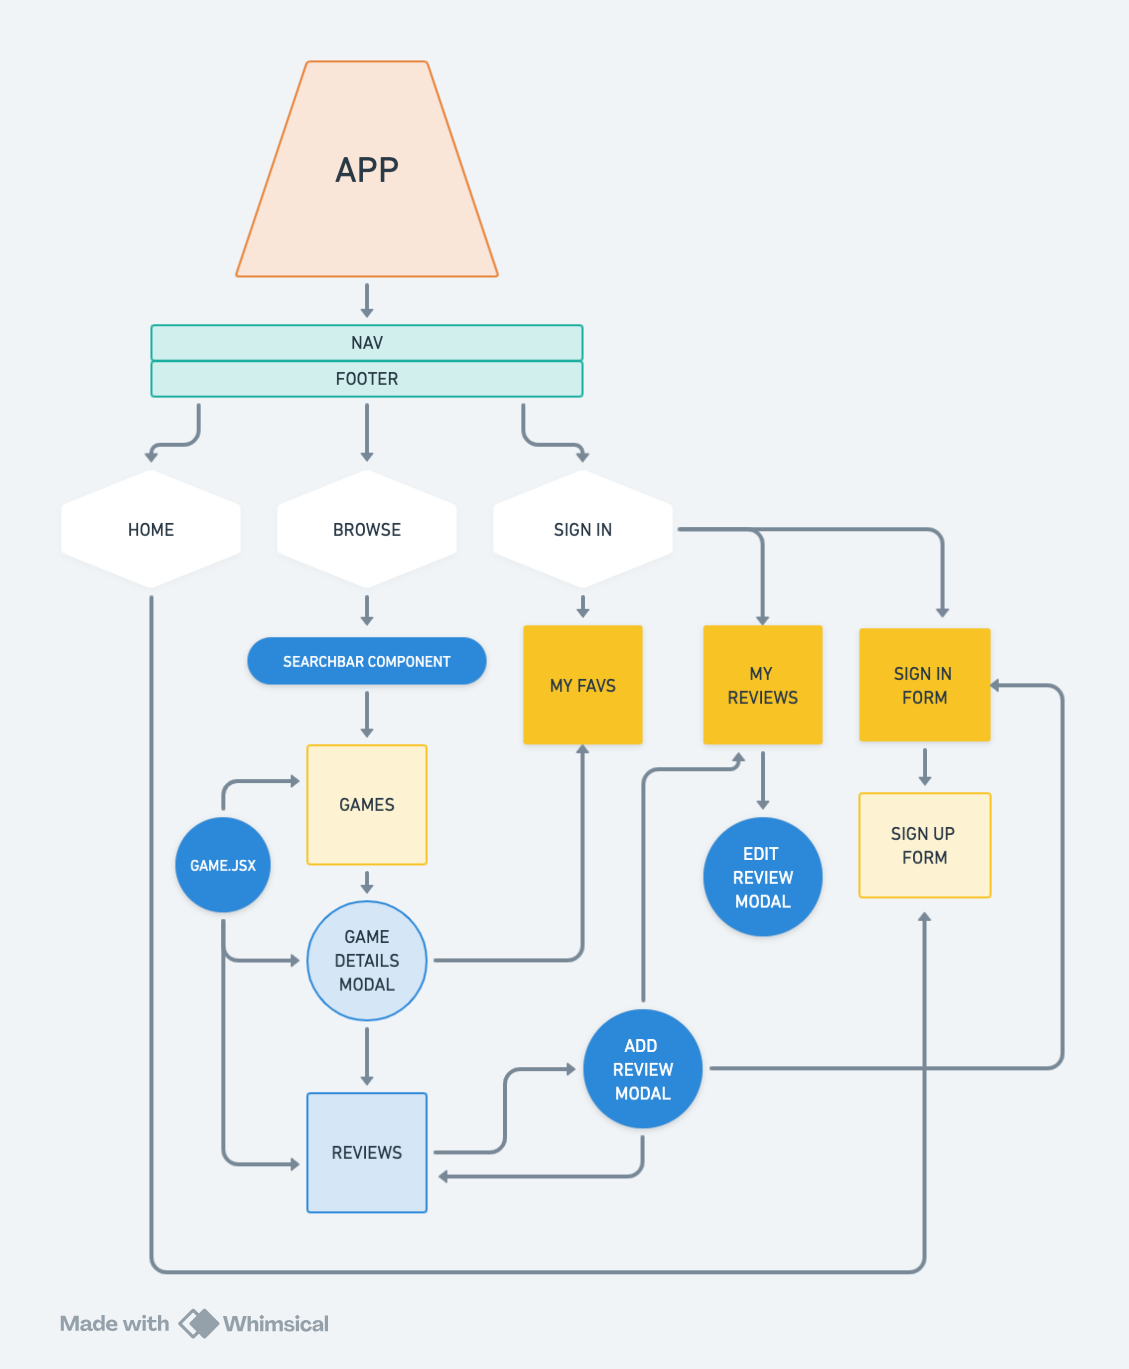 APP
NAV
FOOTER
HOME
BROWSE
SIGN IN
SEARCHBAR COMPONENT
MY FAVS
MY
REVIEWS
SIGN IN
FORM
GAMES
GAME.JSX
EDIT
REVIEW
MODAL
SIGN UP
FORM
GAME
DETAILS
MODAL
ADD
REVIEW
MODAL
REVIEWS
Made with Whimsical